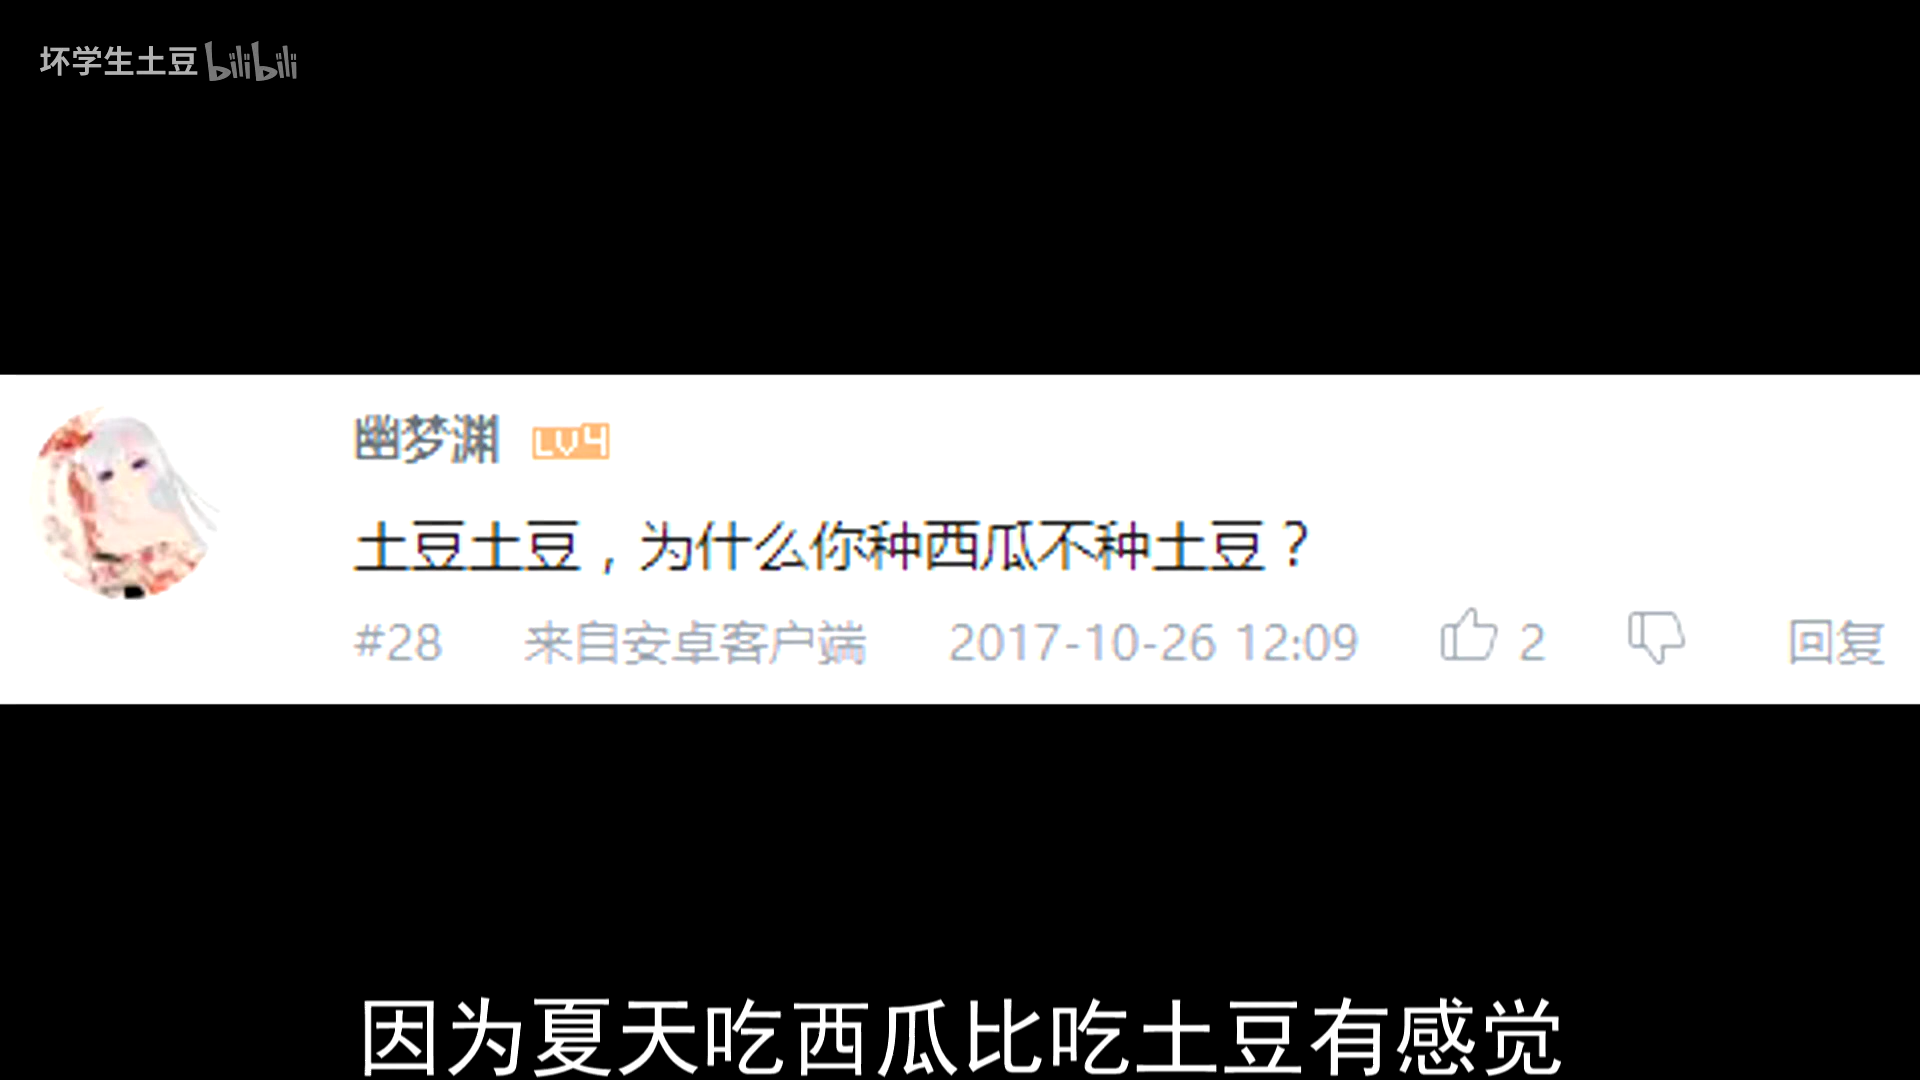 坏学生土豆 bilibili
幽梦渊 LV4
土豆土豆，为什么你种西瓜不种土豆？
#28 来自安卓客户端 2017-10-26 12:09 2 回复
因为夏天吃西瓜比吃土豆有感觉